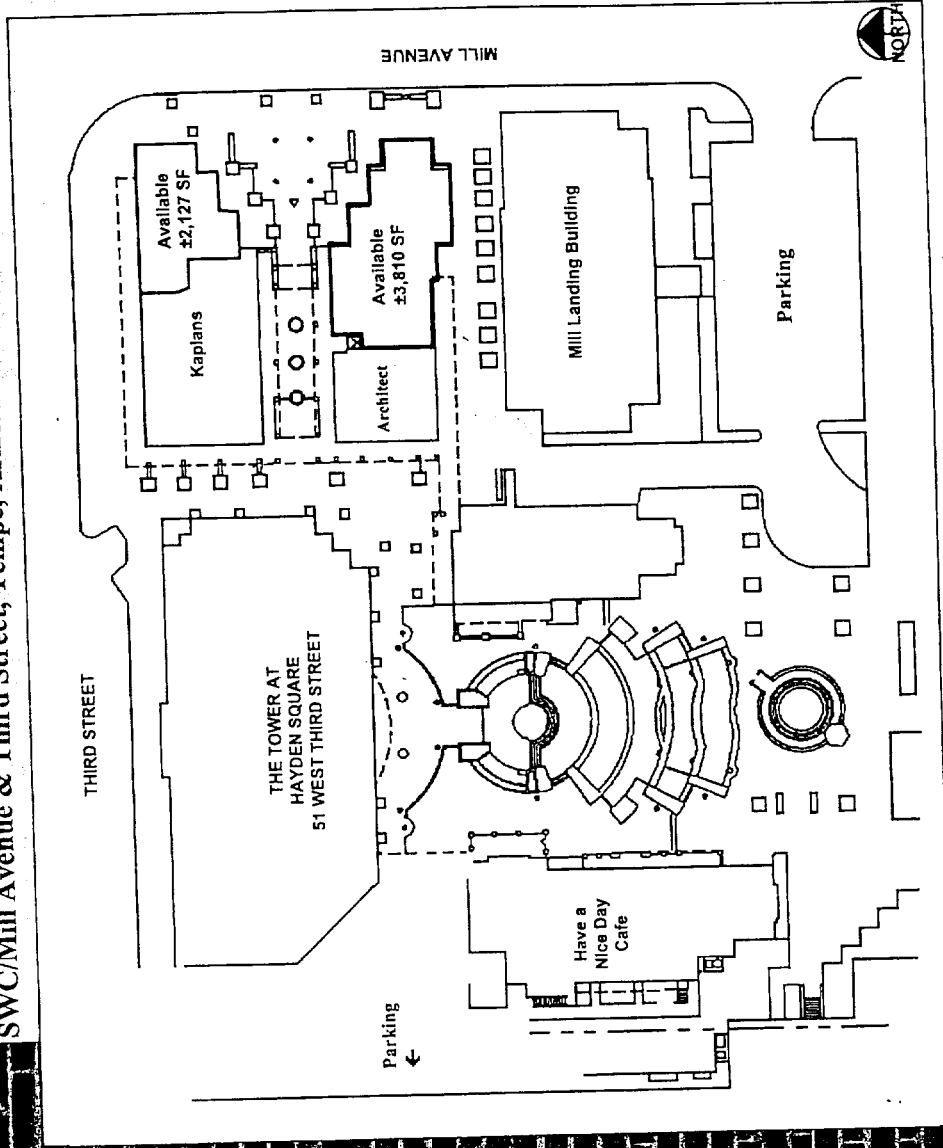 SWC/Mill Avenue & Third Street, Tempe,
MILL AVENUE
NORTH
THIRD STREET
Available
±2,127 SF
Kaplans
Available
±3,810 SF
Architect
Mill Landing Building
Parking
THE TOWER AT
HAYDEN SQUARE
51 WEST THIRD STREET
Have a
Nice Day
Cafe
Parking